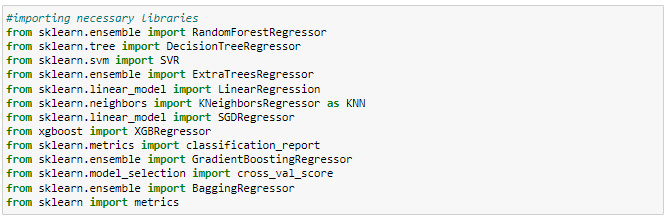 #importing necessary libraries
from sklearn.ensemble import RandomForestRegressor
from sklearn.tree import DecisionTreeRegressor
from sklearn.svm import SVR
from sklearn.ensemble import ExtraTreesRegressor
from sklearn.linear_model import LinearRegression
from sklearn.neighbors import KNeighborsRegressor as KNN
from sklearn.linear_model import SGDRegressor
from xgboost import XGBRegressor
from sklearn.metrics import classification_report
from sklearn.ensemble import GradientBoostingRegressor
from sklearn.model_selection import cross_val_score
from sklearn.ensemble import BaggingRegressor
from sklearn import metrics